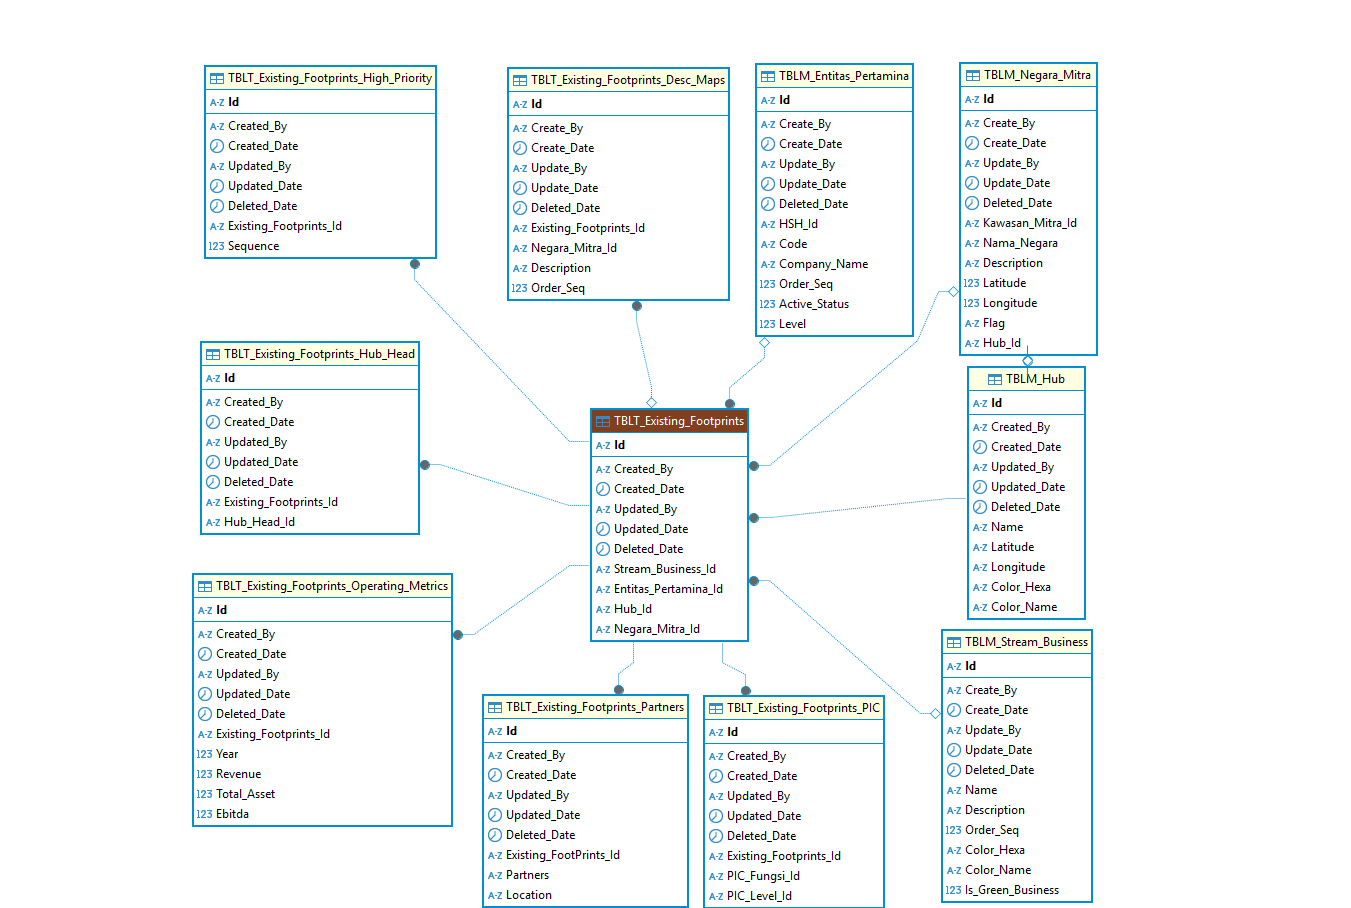 TBLT_Existing_Footprints_High_Priority
A-Z Id
A-Z Created_By
Created_Date
A-Z Updated_By
Updated_Date
Deleted_Date
A-Z Existing_Footprints_Id
123 Sequence
TBLT_Existing_Footprints_Desc_Maps
A-Z Id
A-Z Create_By
Create_Date
A-Z Update_By
Update_Date
Deleted_Date
A-Z Existing_Footprints_Id
A-Z Negara_Mitra_Id
A-Z Description
123 Order_Seq
TBLM_Entitas_Pertamina
A-Z Id
A-Z Create_By
Create_Date
A-Z Update_By
Update_Date
Deleted_Date
A-Z HSH_Id
A-Z Code
A-Z Company_Name
123 Order_Seq
123 Active_Status
123 Level
TBLM_Negara_Mitra
A-Z Id
A-Z Create_By
Create_Date
A-Z Update_By
Update_Date
Deleted_Date
A-Z Kawasan_Mitra_Id
A-Z Nama_Negara
A-Z Description
123 Latitude
123 Longitude
A-Z Flag
A-Z Hub_Id
TBLT_Existing_Footprints_Hub_Head
A-Z Id
A-Z Created_By
Created_Date
A-Z Updated_By
Updated_Date
Deleted_Date
A-Z Existing_Footprints_Id
A-Z Hub_Head_Id
TBLT_Existing_Footprints
A-Z Id
A-Z Created_By
Created_Date
A-Z Updated_By
Updated_Date
Deleted_Date
A-Z Stream_Business_Id
A-Z Entitas_Pertamina_Id
A-Z Hub_Id
A-Z Negara_Mitra_Id
TBLM_Hub
A-Z Id
A-Z Created_By
Created_Date
A-Z Updated_By
Updated_Date
Deleted_Date
A-Z Name
A-Z Latitude
A-Z Longitude
A-Z Color_Hexa
A-Z Color_Name
TBLT_Existing_Footprints_Operating_Metrics
A-Z Id
A-Z Created_By
Created_Date
A-Z Updated_By
Updated_Date
Deleted_Date
A-Z Existing_Footprints_Id
123 Year
123 Revenue
123 Total_Asset
123 Ebitda
TBLT_Existing_Footprints_Partners
A-Z Id
A-Z Created_By
Created_Date
A-Z Updated_By
Updated_Date
Deleted_Date
A-Z Existing_FootPrints_Id
A-Z Partners
A-Z Location
TBLT_Existing_Footprints_PIC
A-Z Id
A-Z Created_By
Created_Date
A-Z Updated_By
Updated_Date
Deleted_Date
A-Z Existing_Footprints_Id
A-Z PIC_Fungsi_Id
A-Z PIC_Level_Id
TBLM_Stream_Business
A-Z Id
A-Z Create_By
Create_Date
A-Z Update_By
Update_Date
Deleted_Date
A-Z Name
A-Z Description
123 Order_Seq
A-Z Color_Hexa
A-Z Color_Name
123 Is_Green_Business